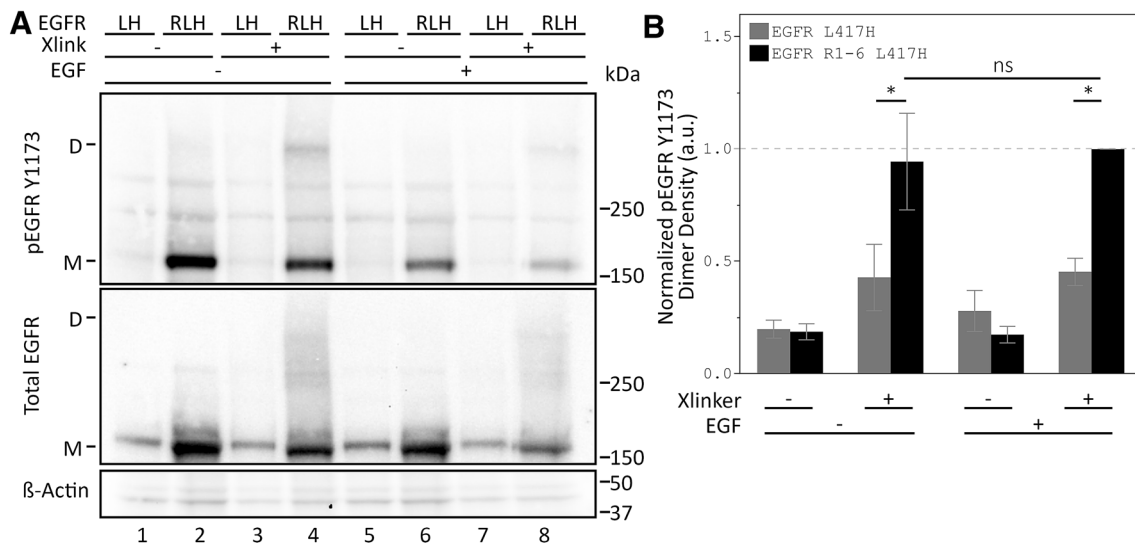 A
EGFR LH RLH LH RLH LH RLH LH RLH
Xlink - + - +
EGF - +
kDa
pEGFR Y1173
D
M
250
150
Total EGFR
D
M
250
150
ß-Actin
50
37
1 2 3 4 5 6 7 8
B
Normalized pEGFR Y1173
Dimer Density (a.u.)
1.5
1.0
0.5
0.0
EGFR L417H
EGFR R1-6 L417H
ns
* *
Xlinker - + - +
EGF - +